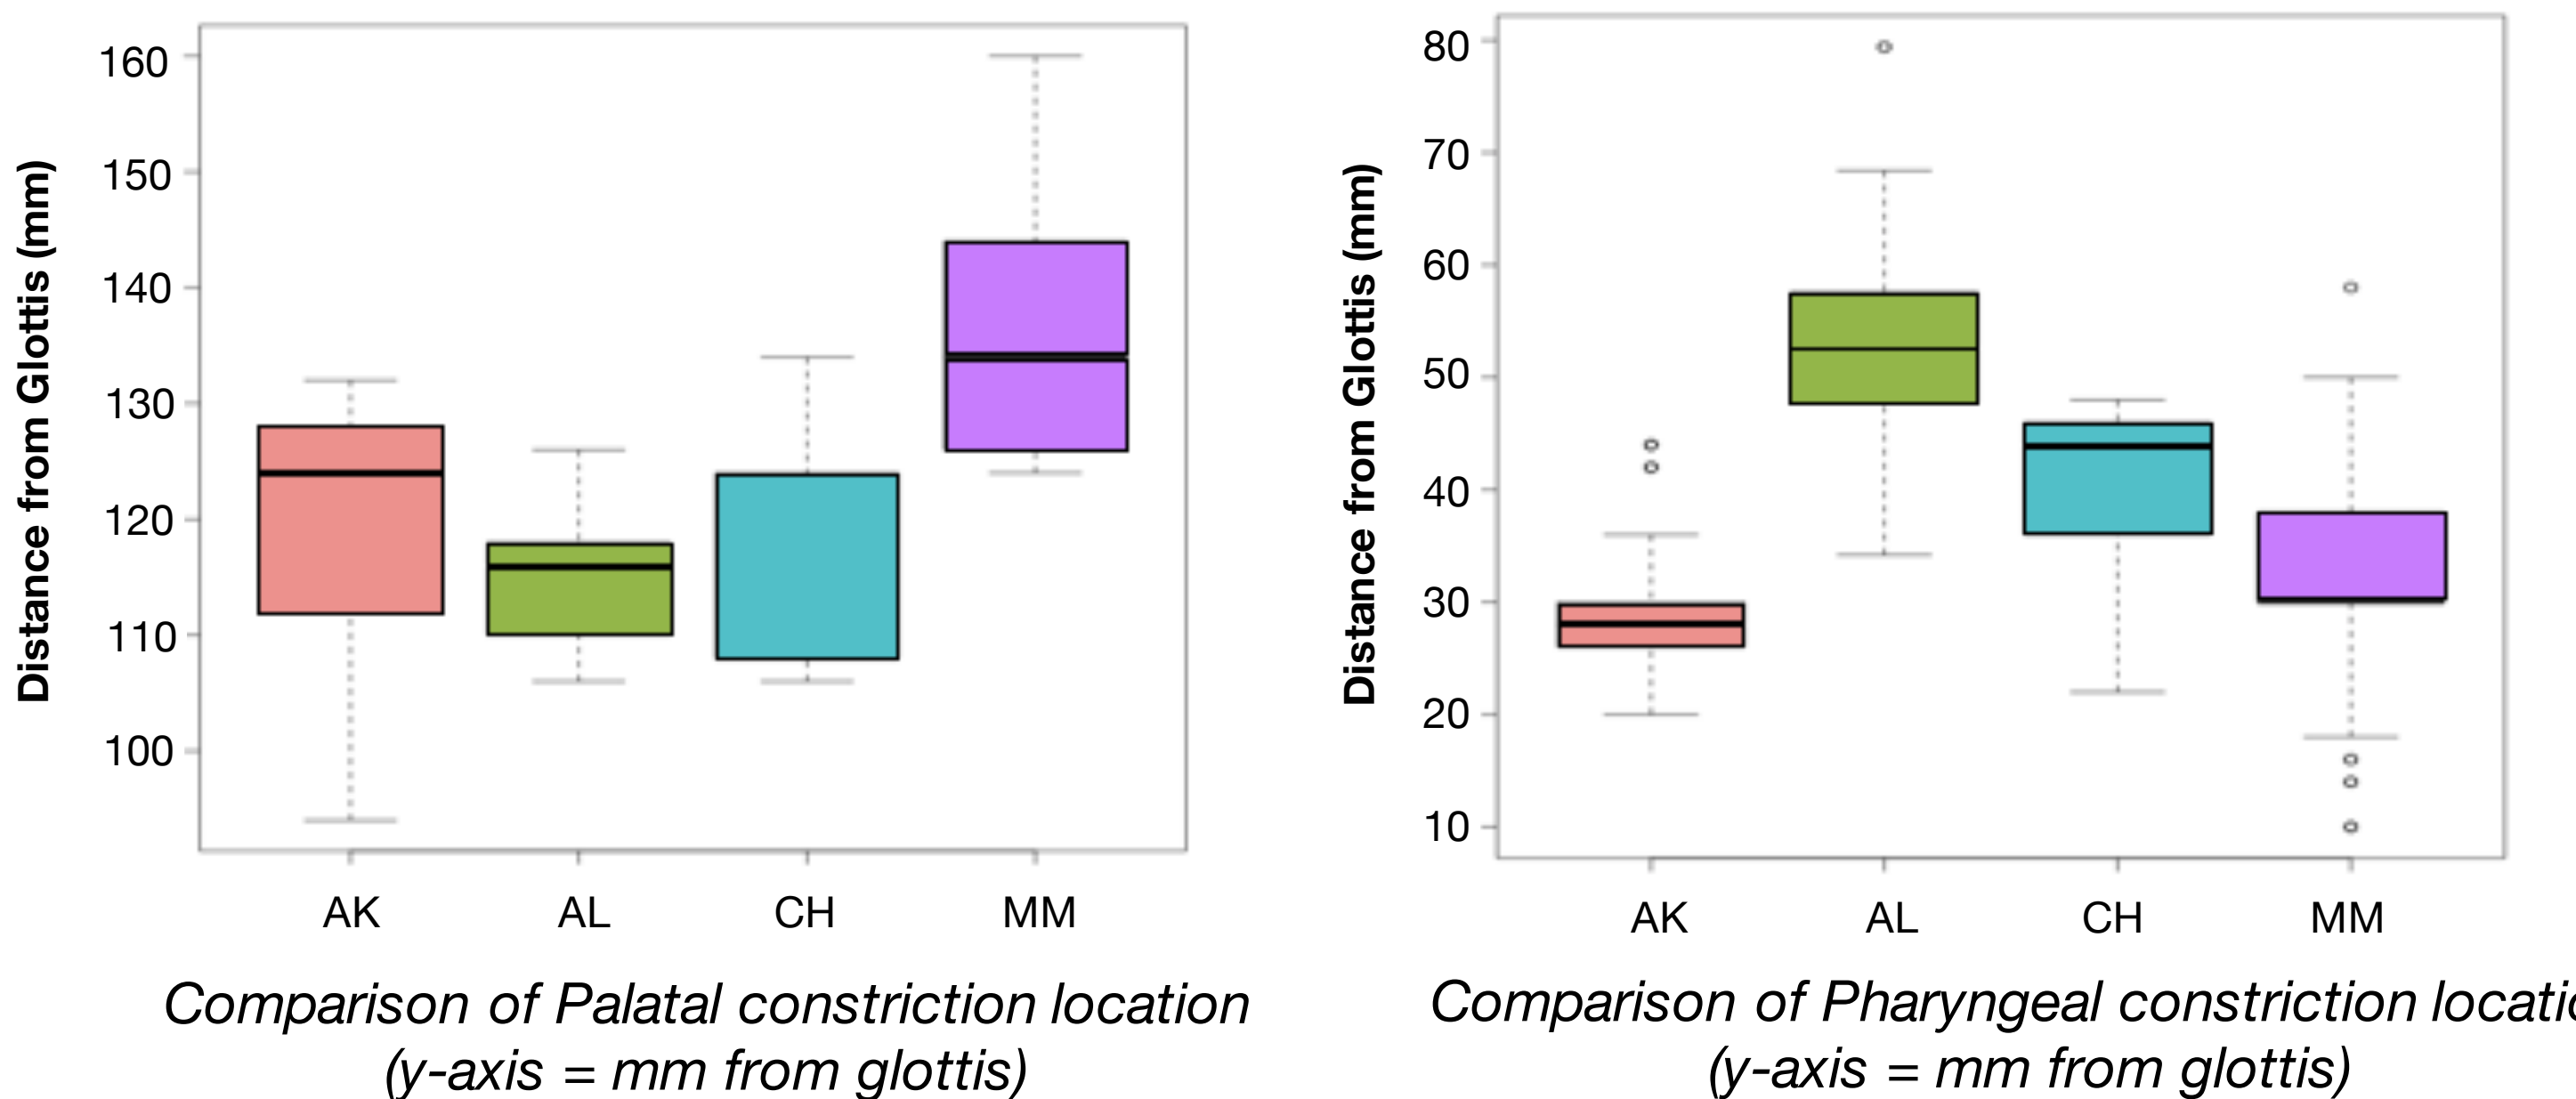 Distance from Glottis (mm)
160
150
140
130
120
110
100
AK AL CH MM
Comparison of Palatal constriction location
(y-axis = mm from glottis)
Distance from Glottis (mm)
80
70
60
50
40
30
20
10
AK AL CH MM
Comparison of Pharyngeal constriction locatio
(y-axis = mm from glottis)